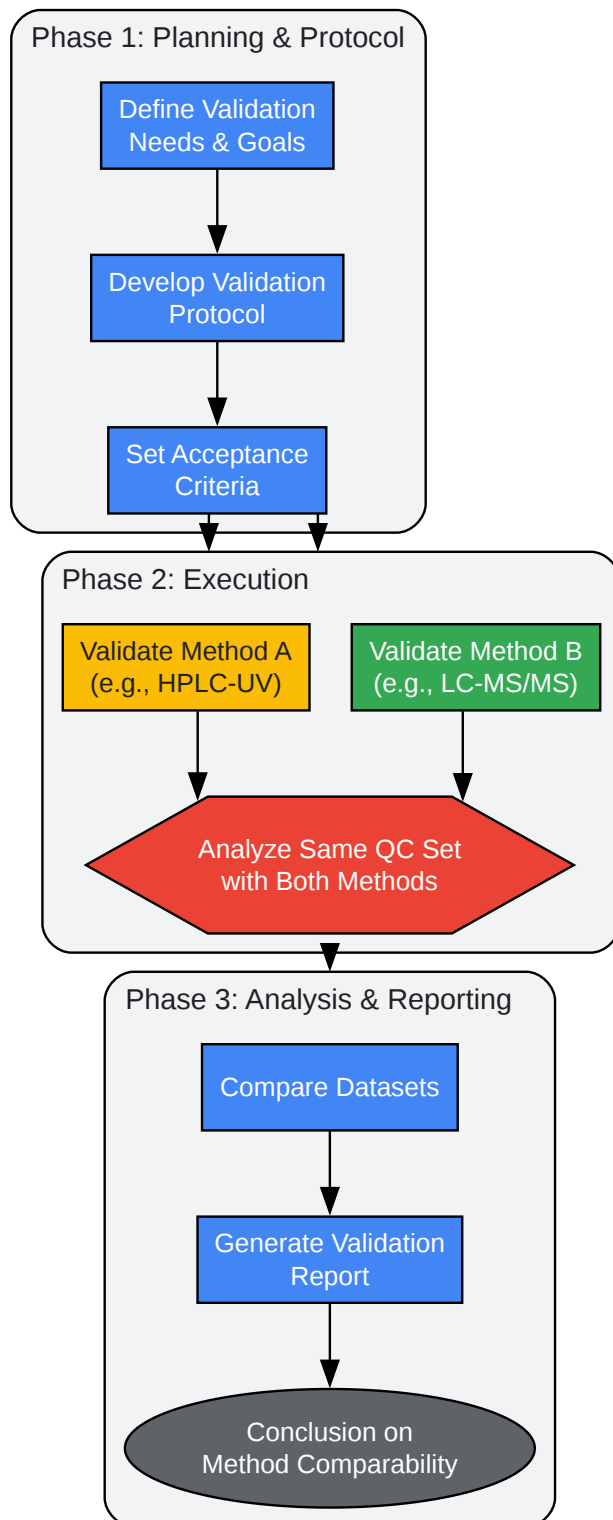 Phase 1: Planning & Protocol
Define Validation
Needs & Goals
Develop Validation
Protocol
Set Acceptance
Criteria
Phase 2: Execution
Validate Method A
(e.g., HPLC-UV)
Validate Method B
(e.g., LC-MS/MS)
Analyze Same QC Set
with Both Methods
Phase 3: Analysis & Reporting
Compare Datasets
Generate Validation
Report
Conclusion on
Method Comparability